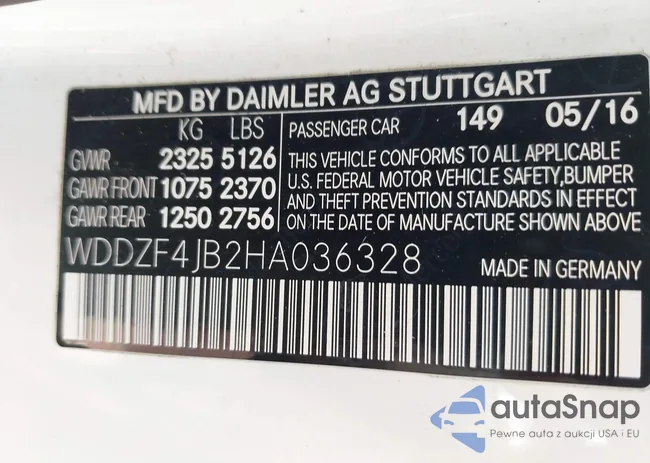 MFD BY DAIMLER AG STUTTGART
KG LBS
GVWR 2325 5126
GAWR FRONT 1075 2370
GAWR REAR 1250 2756
PASSENGER CAR 149 05/16
THIS VEHICLE CONFORMS TO ALL APPLICABLE
U.S. FEDERAL MOTOR VEHICLE SAFETY,BUMPER
AND THEFT PREVENTION STANDARDS IN EFFECT
ON THE DATE OF MANUFACTURE SHOWN ABOVE
WDDZF4JB2HA036328
MADE IN GERMANY
autaSnap
Pewne auta z aukcji USA i EU